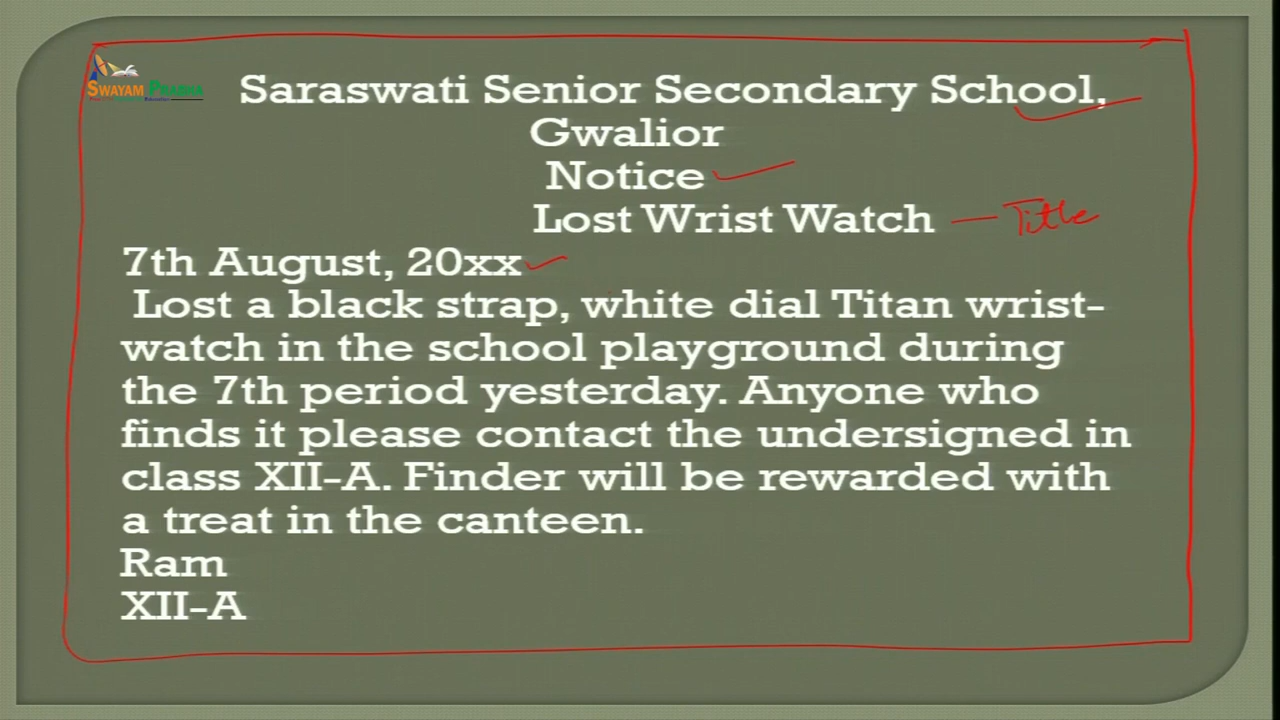 SWAYAM PRABHA
Saraswati Senior Secondary School,
Gwalior
Notice
Lost Wrist Watch — Title
7th August, 20xx
Lost a black strap, white dial Titan wrist-
watch in the school playground during
the 7th period yesterday. Anyone who
finds it please contact the undersigned in
class XII-A. Finder will be rewarded with
a treat in the canteen.
Ram
XII-A